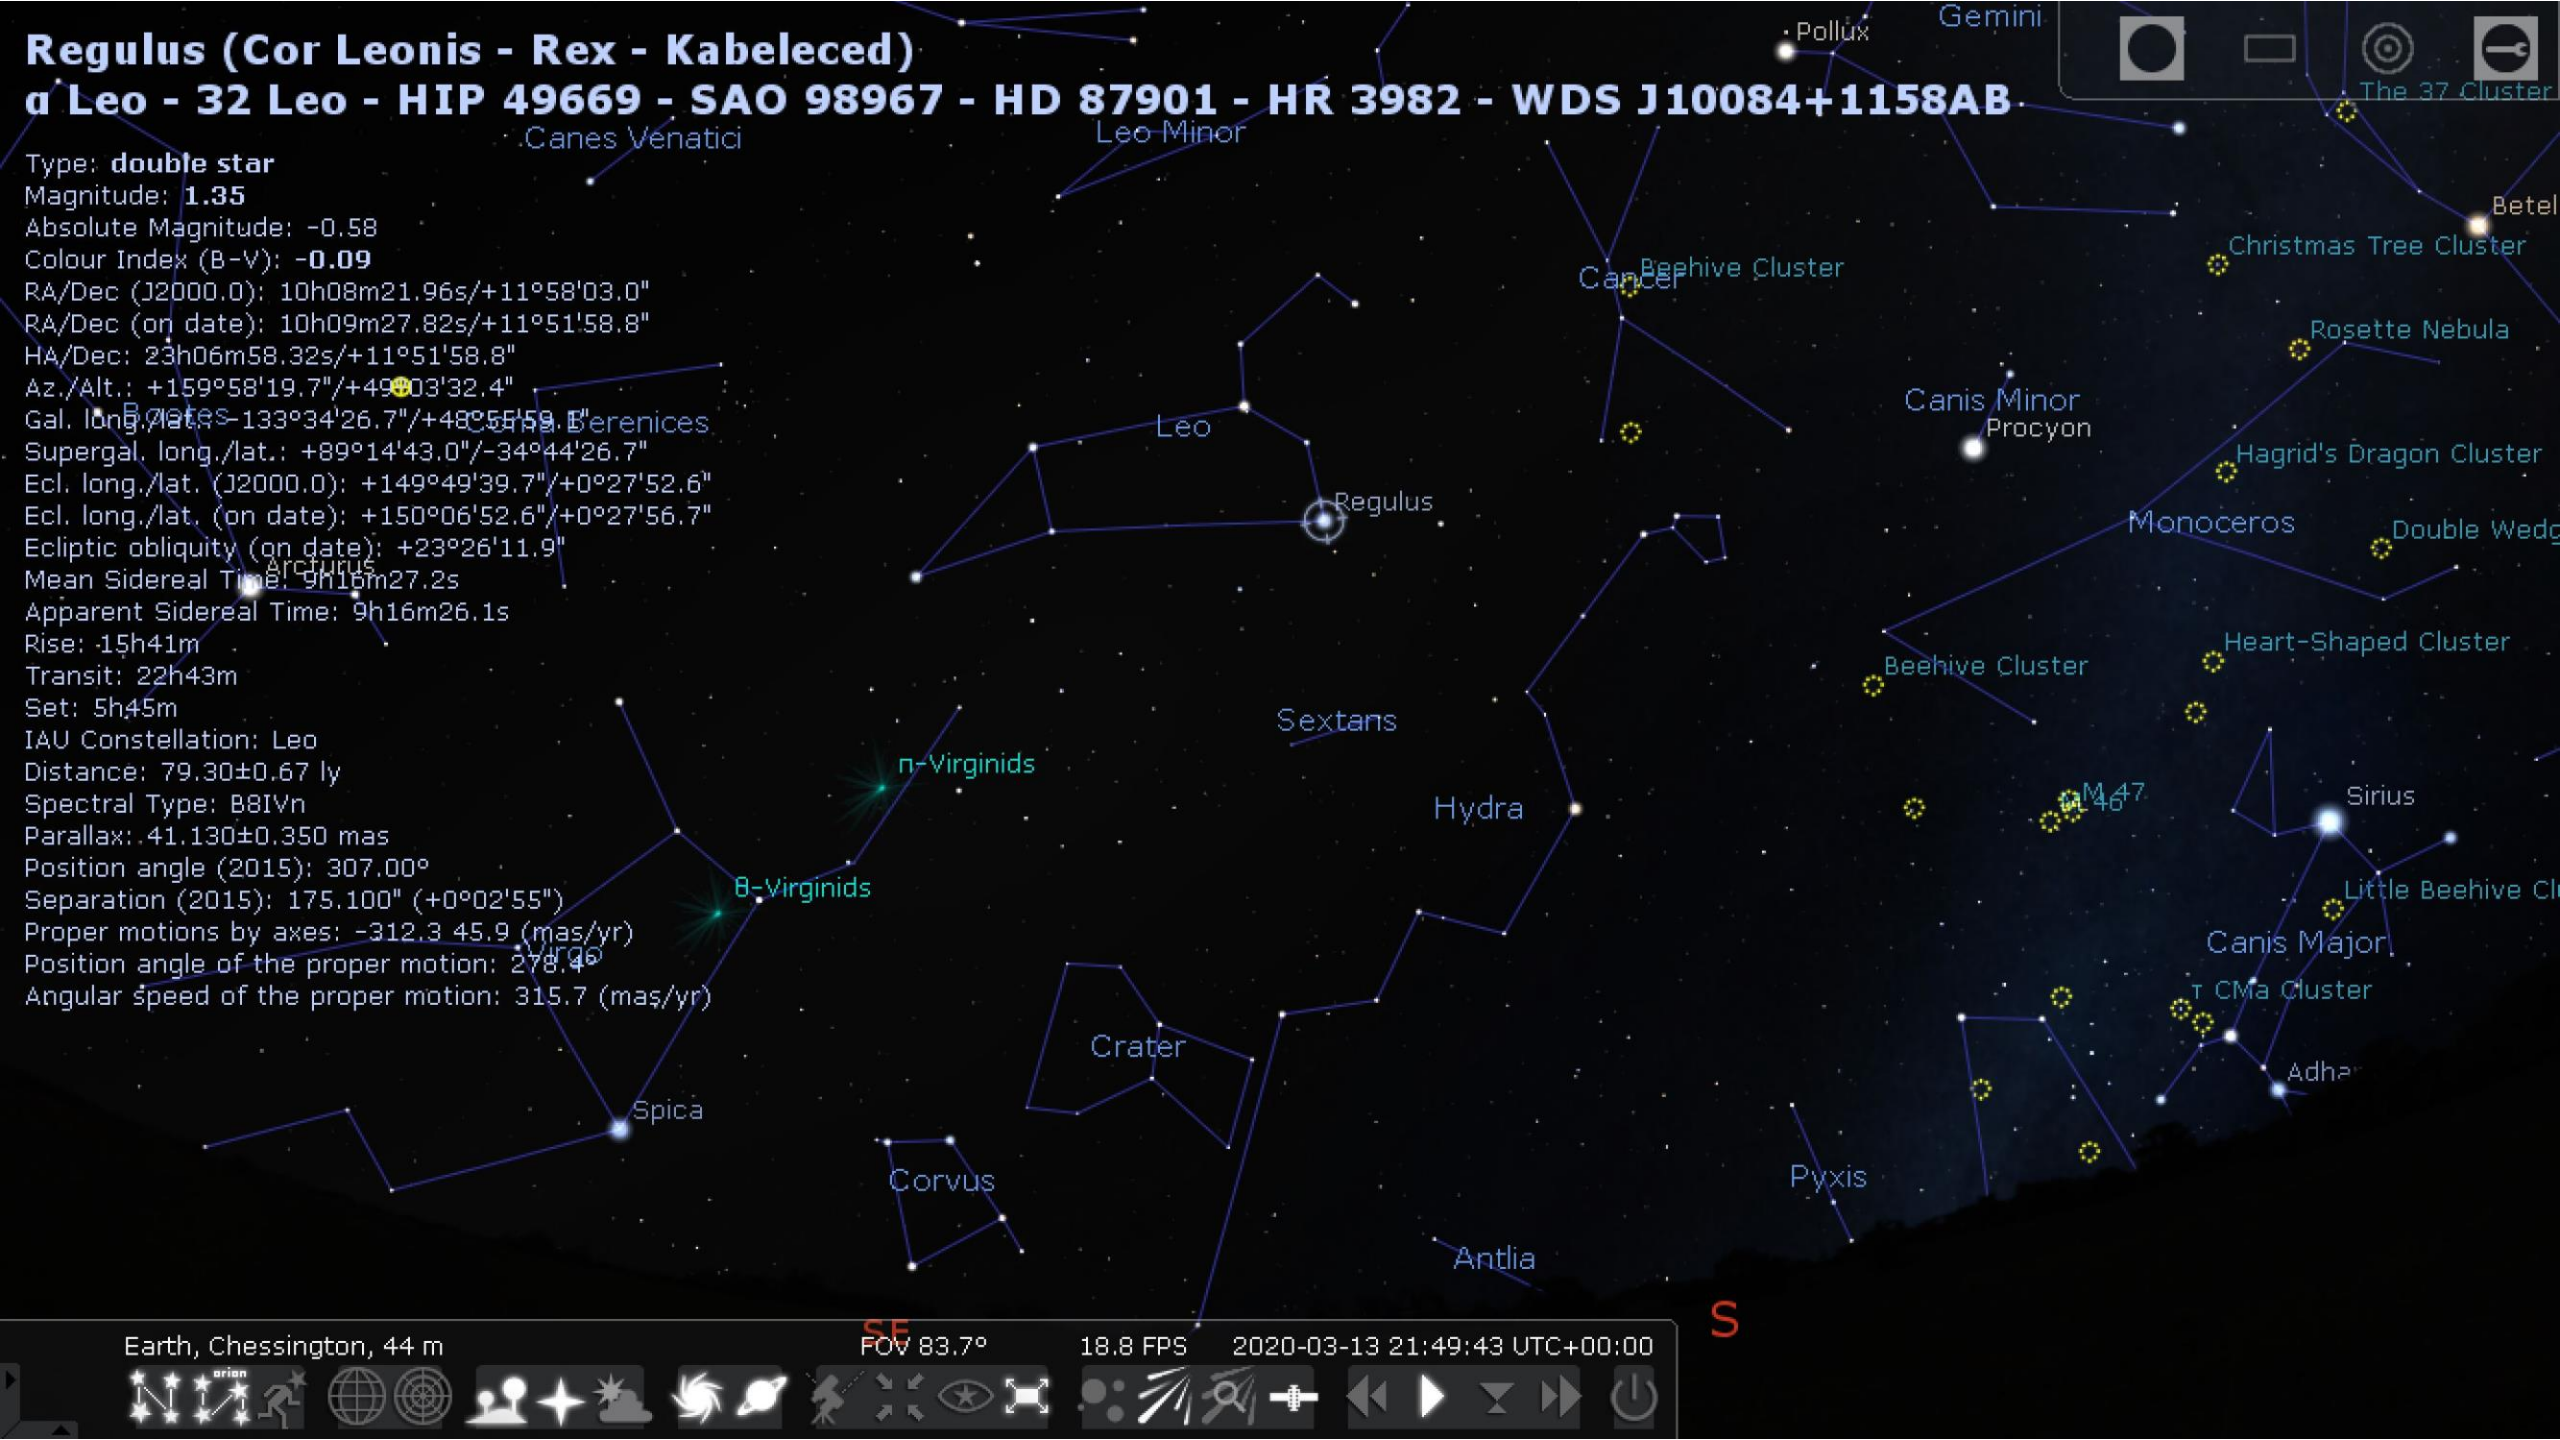 Regulus (Cor Leonis - Rex - Kabeleced)
α Leo - 32 Leo - HIP 49669 - SAO 98967 - HD 87901 - HR 3982 - WDS J10084+1158AB
Type: double star
Magnitude: 1.35
Absolute Magnitude: -0.58
Colour Index (B-V): -0.09
RA/Dec (J2000.0): 10h08m21.96s/+11°58'03.0"
RA/Dec (on date): 10h09m27.82s/+11°51'58.8"
HA/Dec: 23h06m58.32s/+11°51'58.8"
Az./Alt.: +159°58'19.7"/+49°03'32.4"
Gal. long./lat.: -133°34'26.7"/+48°55'59.1"
Supergal. long./lat.: +89°14'43.0"/-34°44'26.7"
Ecl. long./lat. (J2000.0): +149°49'39.7"/+0°27'52.6"
Ecl. long./lat. (on date): +150°06'52.6"/+0°27'56.7"
Ecliptic obliquity (on date): +23°26'11.9"
Mean Sidereal Time: 9h16m27.2s
Apparent Sidereal Time: 9h16m26.1s
Rise: 15h41m
Transit: 22h43m
Set: 5h45m
IAU Constellation: Leo
Distance: 79.30±0.67 ly
Spectral Type: B8IVn
Parallax: 41.130±0.350 mas
Position angle (2015): 307.00°
Separation (2015): 175.100" (+0°02'55")
Proper motions by axes: -312.3 45.9 (mas/yr)
Position angle of the proper motion: 278.4°
Angular speed of the proper motion: 315.7 (mas/yr)
Gemini
Pollux
The 37 Cluster
Canes Venatici
Leo Minor
Betel
Christmas Tree Cluster
Beehive Cluster
Cancer
Rosette Nebula
Canis Minor
Procyon
Bootes
Coma Berenices
Leo
Hagrid's Dragon Cluster
Regulus
Monoceros
Double Wedg
Arcturus
Heart-Shaped Cluster
Beehive Cluster
Sextans
π-Virginids
M 47
M 46
Sirius
Hydra
θ-Virginids
Little Beehive Clu
Virgo
Canis Major
τ CMa Cluster
Crater
Adhar
Spica
Corvus
Pyxis
Antlia
SE
S
Earth, Chessington, 44 m
FOV 83.7°
18.8 FPS
2020-03-13 21:49:43 UTC+00:00
orion